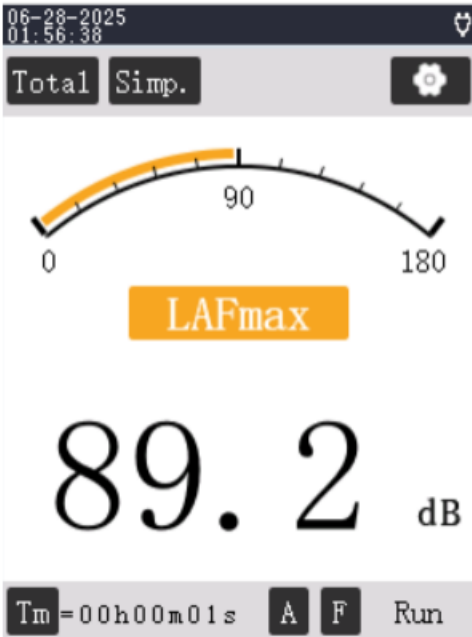 06-28-2025
01:56:38
Total Simp.
90
0 180
LAFmax
89.2 dB
Tm=00h00m01s A F Run